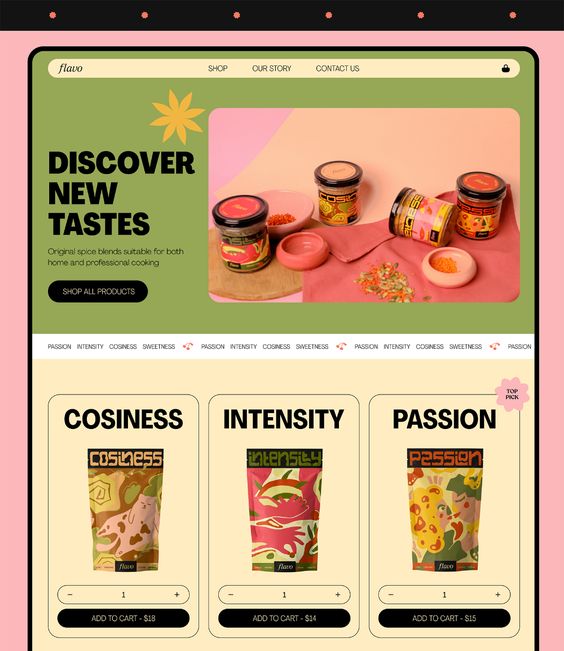 flavo
SHOP
OUR STORY
CONTACT US
DISCOVER
NEW
TASTES
Original spice blends suitable for both
home and professional cooking
SHOP ALL PRODUCTS
COSINESS
flavo
PASSION INTENSITY COSINESS SWEETNESS PASSION INTENSITY COSINESS SWEETNESS PASSION INTENSITY COSINESS SWEETNESS PASSION
TOP
PICK
COSINESS
INTENSITY
PASSION
cosiness
intensity
Passion
flavo
flavo
flavo
− 1 +
− 1 +
− 1 +
ADD TO CART - $18
ADD TO CART - $14
ADD TO CART - $15